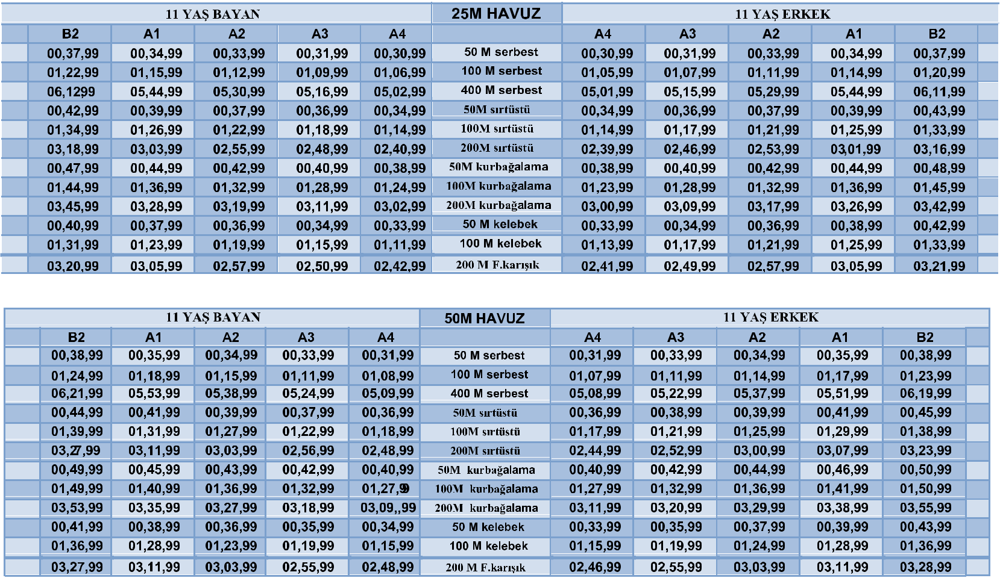 11 YAŞ BAYAN 25M HAVUZ 11 YAŞ ERKEK
B2 A1 A2 A3 A4 A4 A3 A2 A1 B2
00,37,99 00,34,99 00,33,99 00,31,99 00,30,99 50 M serbest 00,30,99 00,31,99 00,33,99 00,34,99 00,37,99
01,22,99 01,15,99 01,12,99 01,09,99 01,06,99 100 M serbest 01,05,99 01,07,99 01,11,99 01,14,99 01,20,99
06,12,99 05,44,99 05,30,99 05,16,99 05,02,99 400 M serbest 05,01,99 05,15,99 05,29,99 05,44,99 06,11,99
00,42,99 00,39,99 00,37,99 00,36,99 00,34,99 50M sırtüstü 00,34,99 00,36,99 00,37,99 00,39,99 00,43,99
01,34,99 01,26,99 01,22,99 01,18,99 01,14,99 100M sırtüstü 01,14,99 01,17,99 01,21,99 01,25,99 01,33,99
03,18,99 03,03,99 02,55,99 02,48,99 02,40,99 200M sırtüstü 02,39,99 02,46,99 02,53,99 03,01,99 03,16,99
00,47,99 00,44,99 00,42,99 00,40,99 00,38,99 50M kurbağalama 00,38,99 00,40,99 00,42,99 00,44,99 00,48,99
01,44,99 01,36,99 01,32,99 01,28,99 01,24,99 100M kurbağalama 01,23,99 01,28,99 01,32,99 01,36,99 01,45,99
03,45,99 03,28,99 03,19,99 03,11,99 03,02,99 200M kurbağalama 03,00,99 03,09,99 03,17,99 03,26,99 03,42,99
00,40,99 00,37,99 00,36,99 00,34,99 00,33,99 50 M kelebek 00,33,99 00,34,99 00,36,99 00,38,99 00,42,99
01,31,99 01,23,99 01,19,99 01,15,99 01,11,99 100 M kelebek 01,13,99 01,17,99 01,21,99 01,25,99 01,33,99
03,20,99 03,05,99 02,57,99 02,50,99 02,42,99 200 M F.karışık 02,41,99 02,49,99 02,57,99 03,05,99 03,21,99
11 YAŞ BAYAN 50M HAVUZ 11 YAŞ ERKEK
B2 A1 A2 A3 A4 A4 A3 A2 A1 B2
00,38,99 00,35,99 00,34,99 00,33,99 00,31,99 50 M serbest 00,31,99 00,33,99 00,34,99 00,35,99 00,38,99
01,24,99 01,18,99 01,15,99 01,11,99 01,08,99 100 M serbest 01,07,99 01,11,99 01,14,99 01,17,99 01,23,99
06,21,99 05,53,99 05,38,99 05,24,99 05,09,99 400 M serbest 05,08,99 05,22,99 05,37,99 05,51,99 06,19,99
00,44,99 00,41,99 00,39,99 00,37,99 00,36,99 50M sırtüstü 00,36,99 00,38,99 00,39,99 00,41,99 00,45,99
01,39,99 01,31,99 01,27,99 01,22,99 01,18,99 100M sırtüstü 01,17,99 01,21,99 01,25,99 01,29,99 01,38,99
03,27,99 03,11,99 03,03,99 02,56,99 02,48,99 200M sırtüstü 02,44,99 02,52,99 03,00,99 03,07,99 03,23,99
00,49,99 00,45,99 00,43,99 00,42,99 00,40,99 50M kurbağalama 00,40,99 00,42,99 00,44,99 00,46,99 00,50,99
01,49,99 01,40,99 01,36,99 01,32,99 01,27,99 100M kurbağalama 01,27,99 01,32,99 01,36,99 01,41,99 01,50,99
03,53,99 03,35,99 03,27,99 03,18,99 03,09,,99 200M kurbağalama 03,11,99 03,20,99 03,29,99 03,38,99 03,55,99
00,41,99 00,38,99 00,36,99 00,35,99 00,34,99 50 M kelebek 00,33,99 00,35,99 00,37,99 00,39,99 00,43,99
01,36,99 01,28,99 01,23,99 01,19,99 01,15,99 100 M kelebek 01,15,99 01,19,99 01,24,99 01,28,99 01,36,99
03,27,99 03,11,99 03,03,99 02,55,99 02,48,99 200 M F.karışık 02,46,99 02,55,99 03,03,99 03,11,99 03,28,99